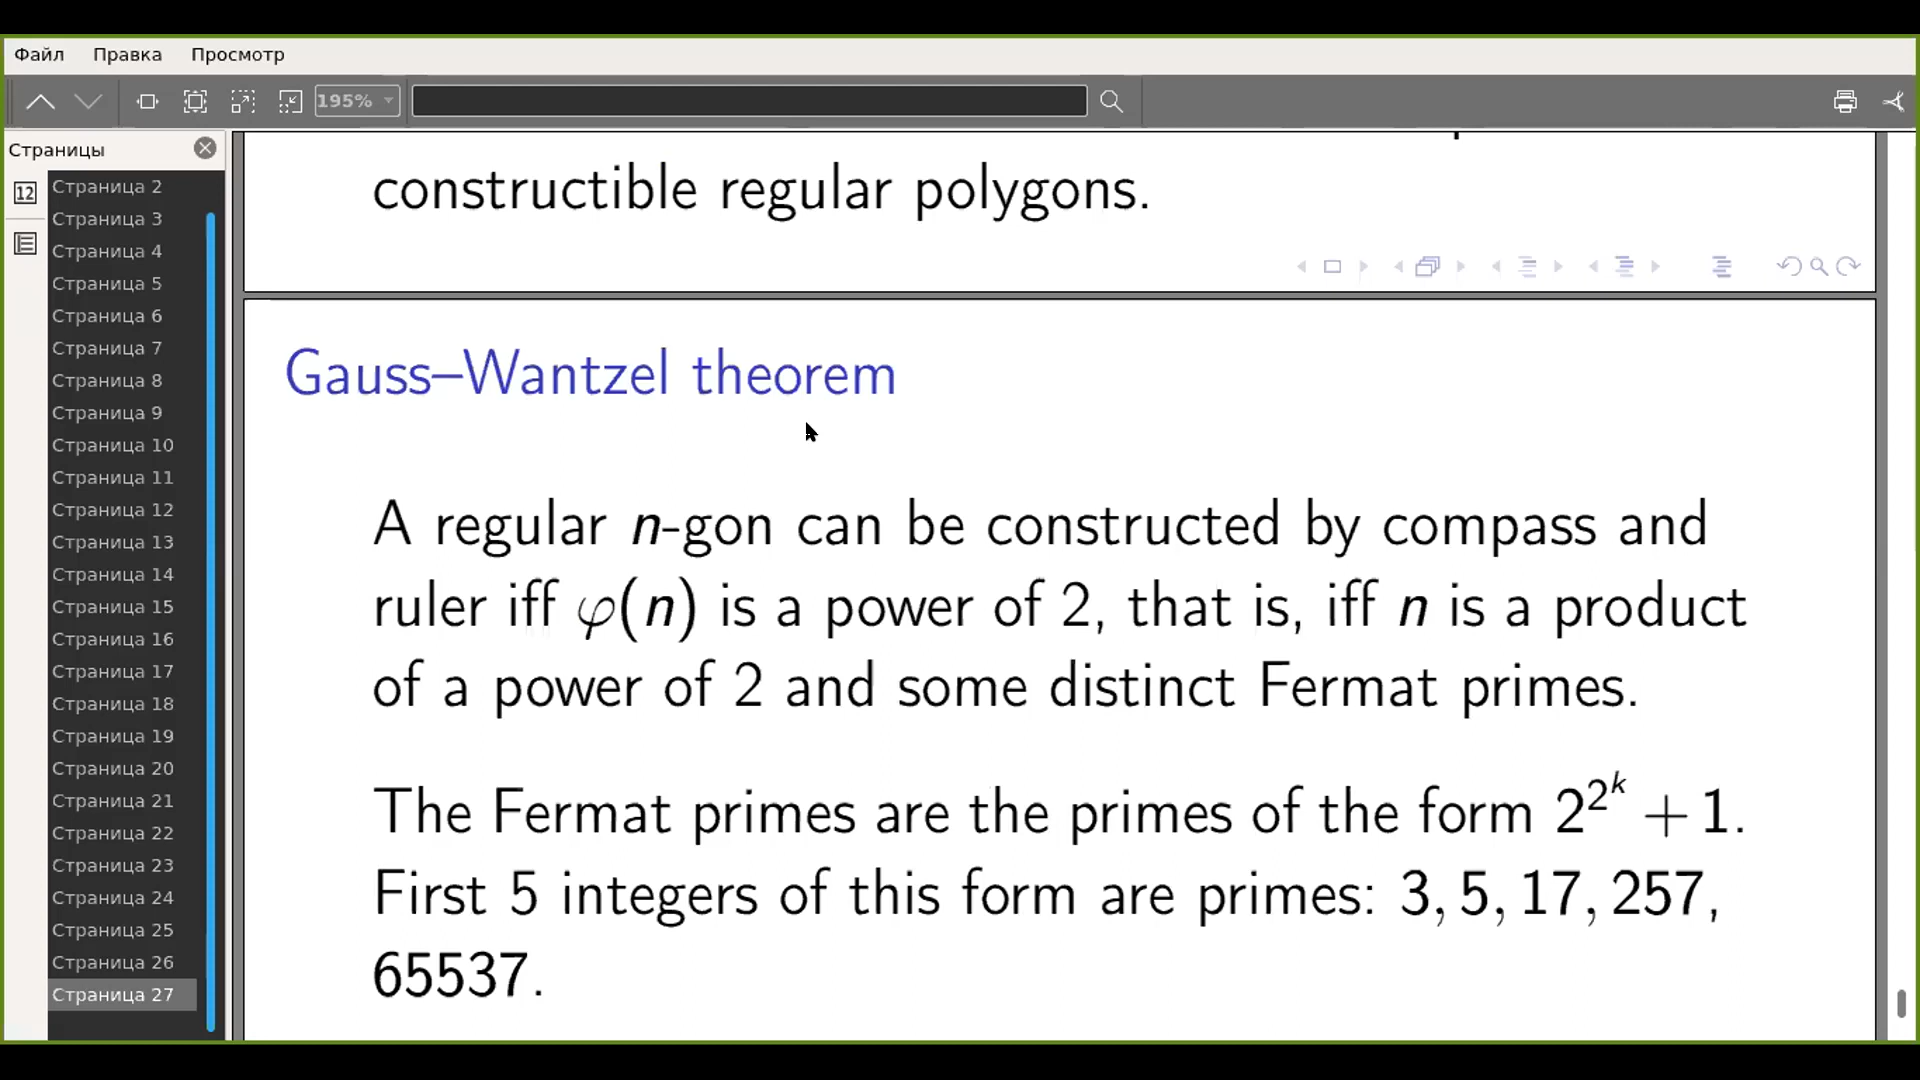 Файл Правка Просмотр
195%
Страницы
12
Страница 2
Страница 3
Страница 4
Страница 5
Страница 6
Страница 7
Страница 8
Страница 9
Страница 10
Страница 11
Страница 12
Страница 13
Страница 14
Страница 15
Страница 16
Страница 17
Страница 18
Страница 19
Страница 20
Страница 21
Страница 22
Страница 23
Страница 24
Страница 25
Страница 26
Страница 27
constructible regular polygons.
Gauss–Wantzel theorem
A regular n-gon can be constructed by compass and
ruler iff φ(n) is a power of 2, that is, iff n is a product
of a power of 2 and some distinct Fermat primes.
The Fermat primes are the primes of the form 2^{2^k} + 1.
First 5 integers of this form are primes: 3, 5, 17, 257,
65537.